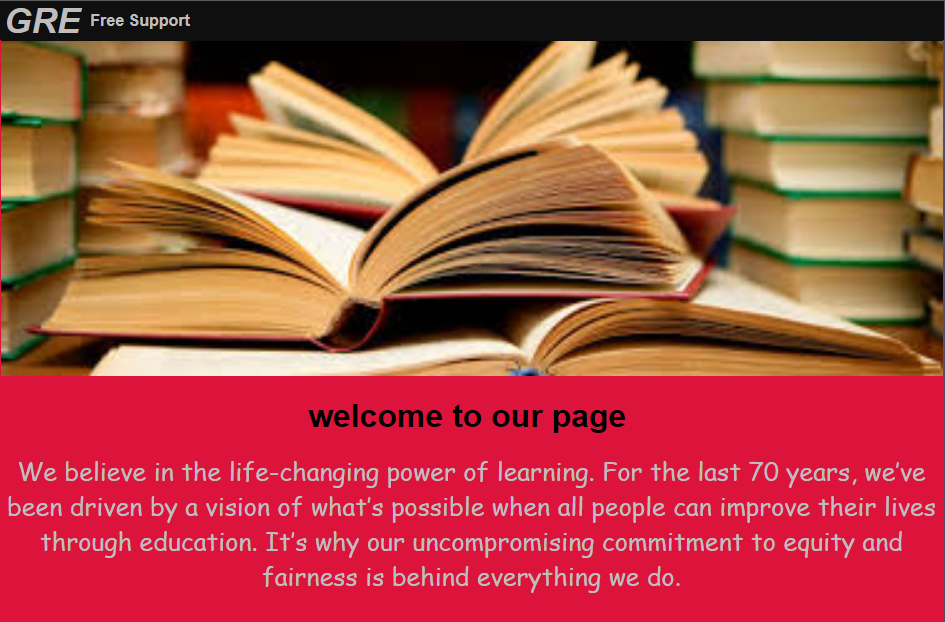 GRE Free Support
welcome to our page
We believe in the life-changing power of learning. For the last 70 years, we've
been driven by a vision of what's possible when all people can improve their lives
through education. It's why our uncompromising commitment to equity and
fairness is behind everything we do.